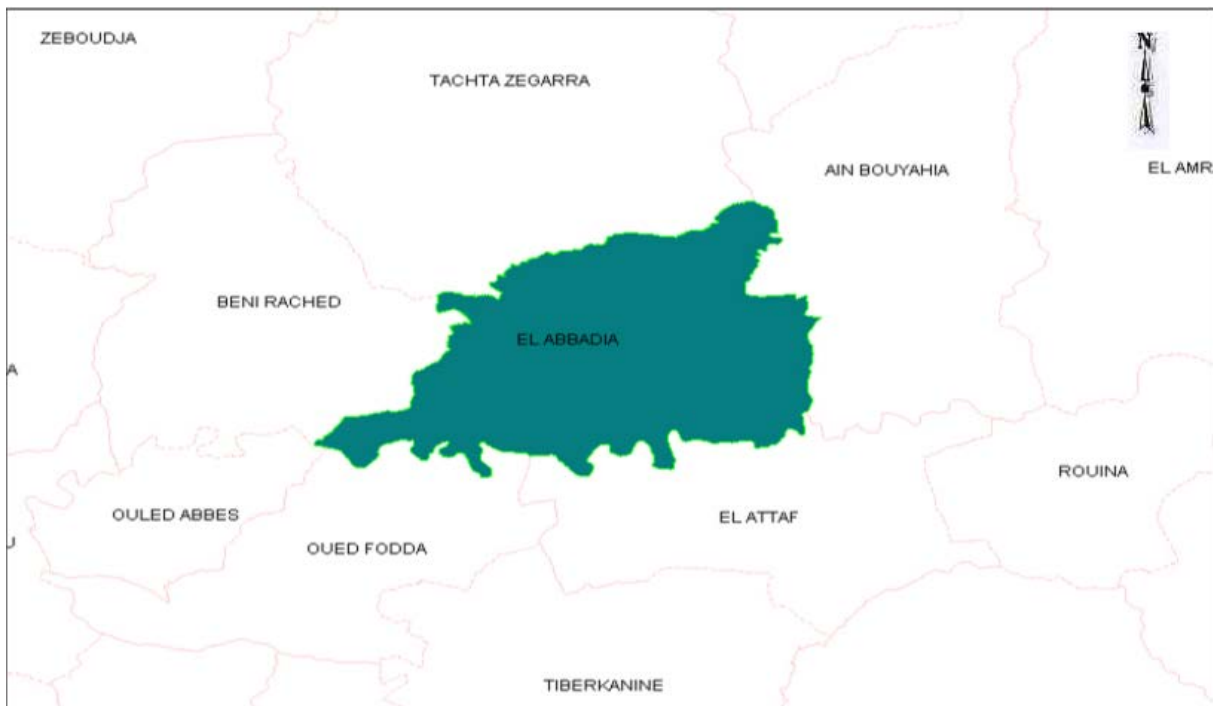 ZEBOUDJA
N
TACHTA ZEGARRA
AIN BOUYAHIA
EL AMR
BENI RACHED
EL ABBADIA
A
ROUINA
OULED ABBES
EL ATTAF
U
OUED FODDA
TIBERKANINE